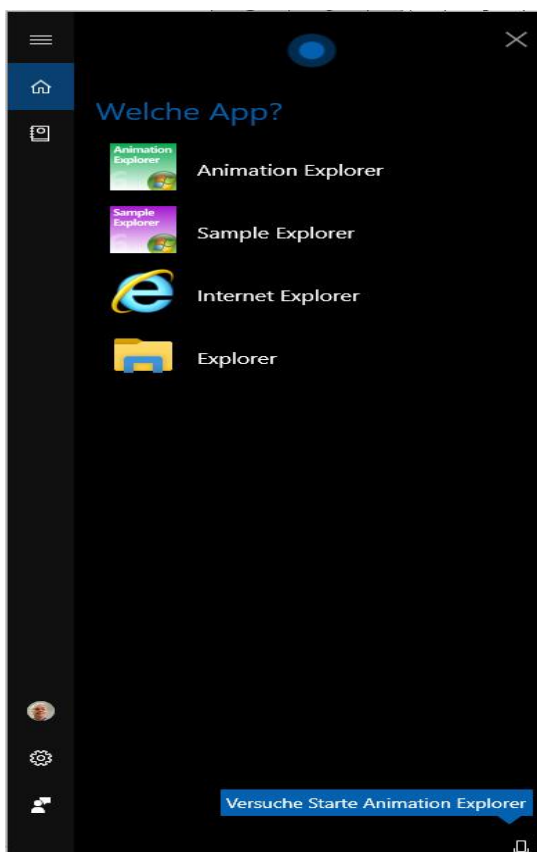 Welche App?
Animation
Explorer
Animation Explorer
Sample
Explorer
Sample Explorer
Internet Explorer
Explorer
Versuche Starte Animation Explorer